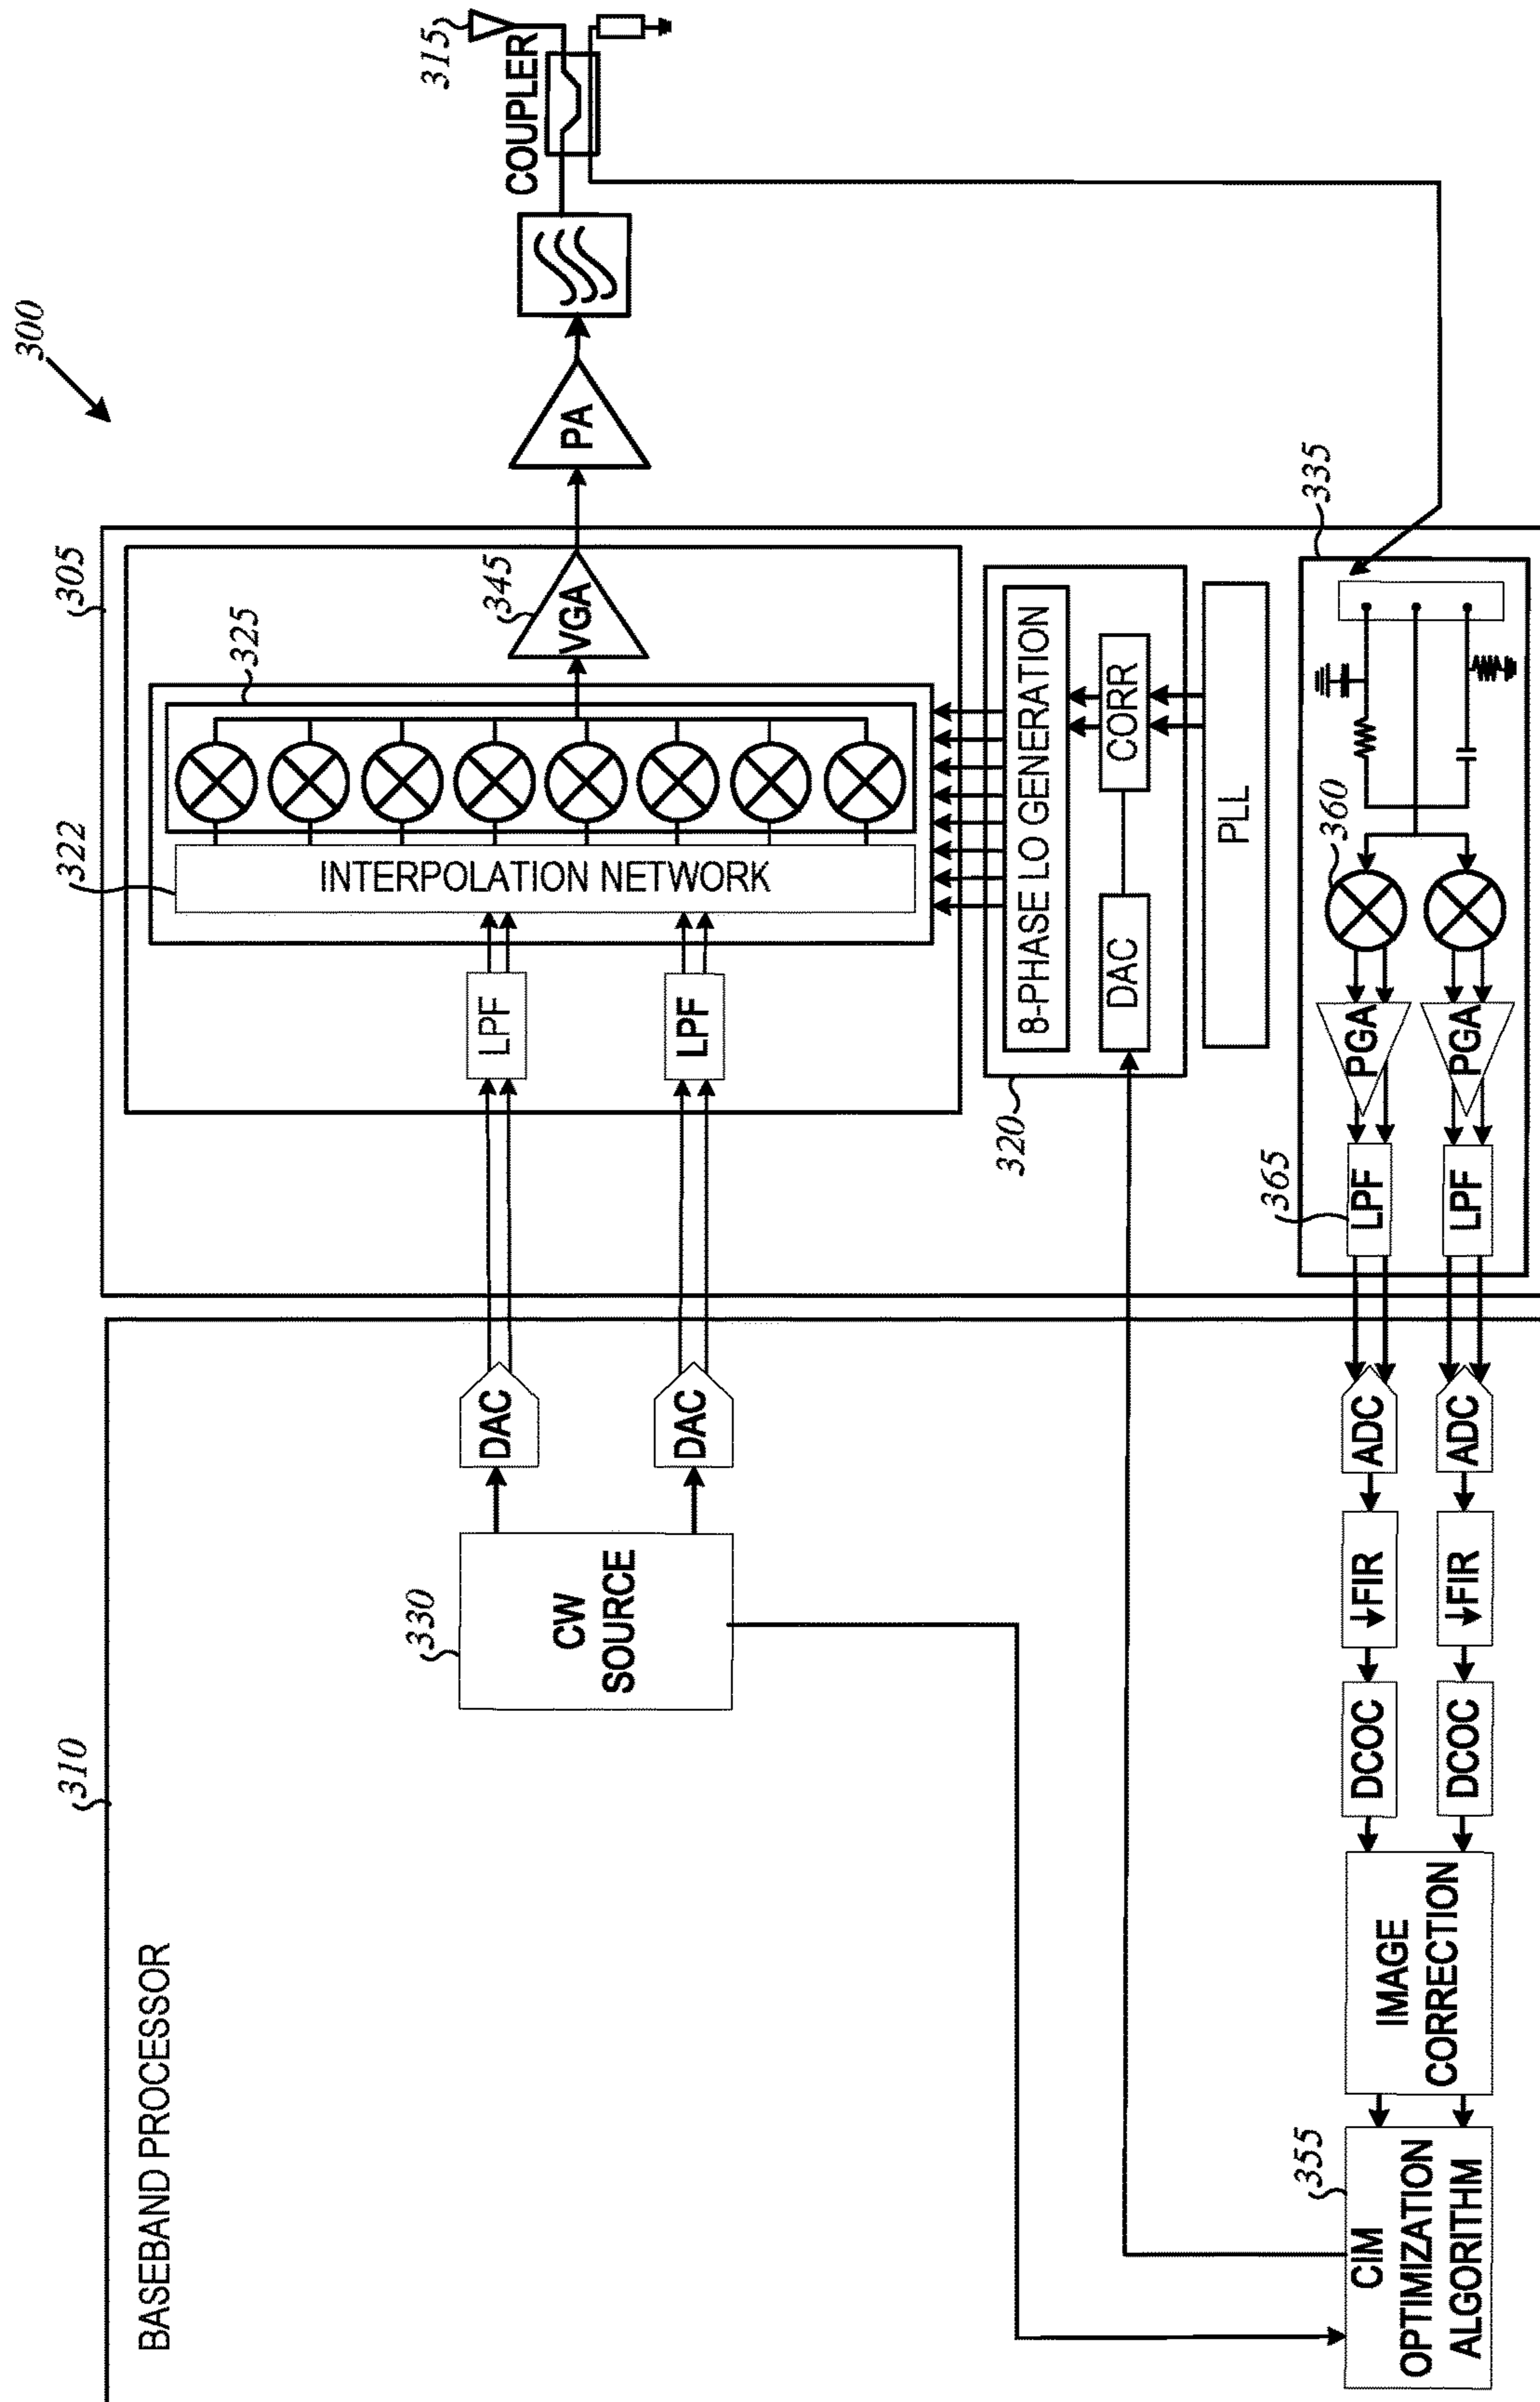 300
310
BASEBAND PROCESSOR
330
CW
SOURCE
DAC
DAC
305
LPF
LPF
322
INTERPOLATION NETWORK
325
345
VGA
PA
COUPLER
315
320
8-PHASE LO GENERATION
DAC
CORR
PLL
335
360
PGA
PGA
365
LPF
LPF
ADC
ADC
↓FIR
↓FIR
DCOC
DCOC
IMAGE
CORRECTION
355
CIM
OPTIMIZATION
ALGORITHM